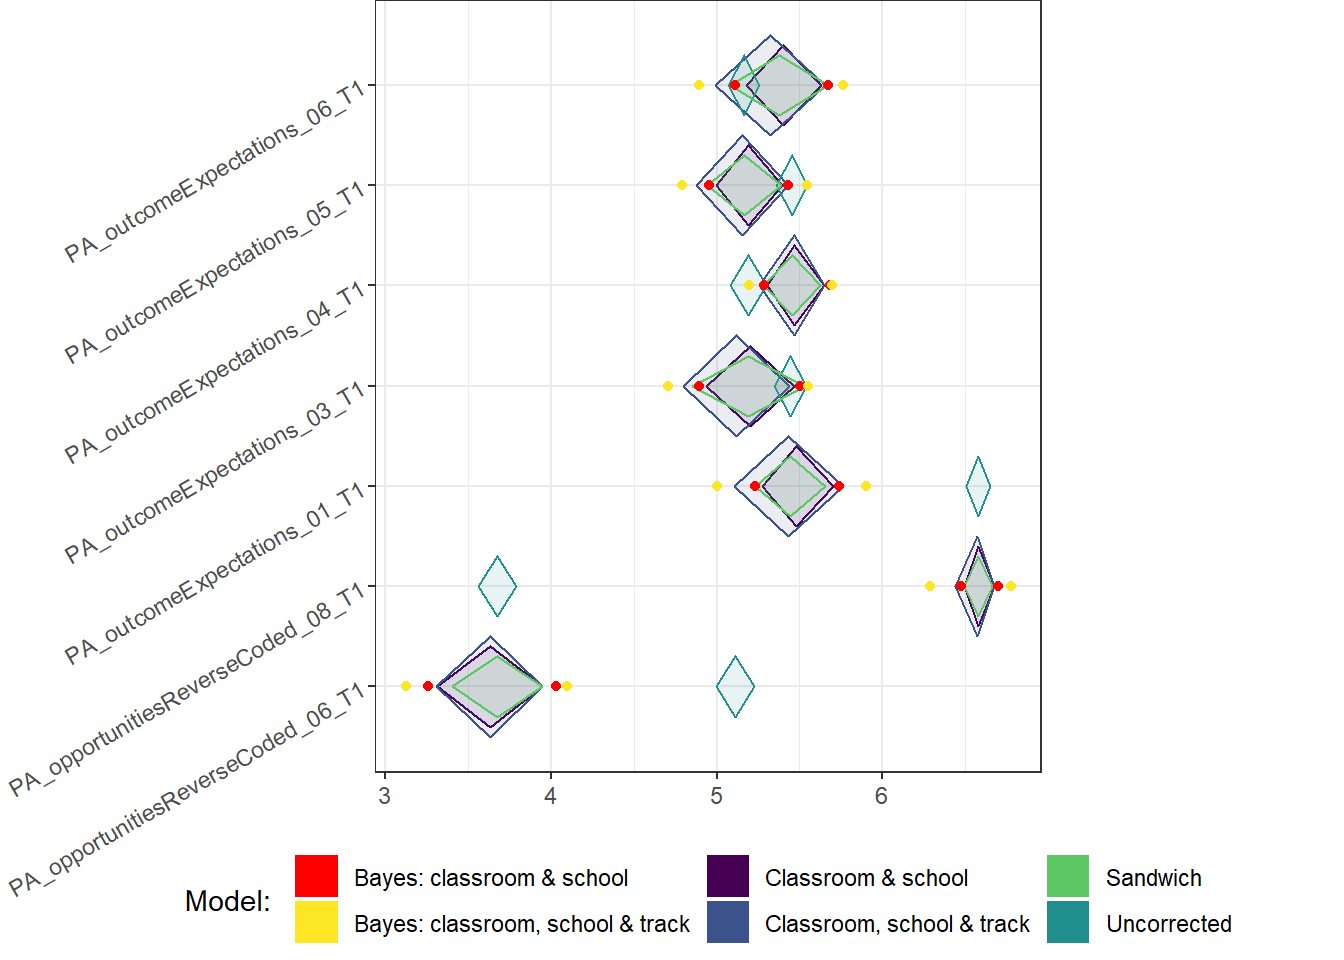 PA_outcomeExpectations_06_T1
PA_outcomeExpectations_05_T1
PA_outcomeExpectations_04_T1
PA_outcomeExpectations_03_T1
PA_outcomeExpectations_01_T1
PA_opportunitiesReverseCoded_08_T1
PA_opportunitiesReverseCoded_06_T1
3 4 5 6
Model:
Bayes: classroom & school
Classroom & school
Sandwich
Bayes: classroom, school & track
Classroom, school & track
Uncorrected